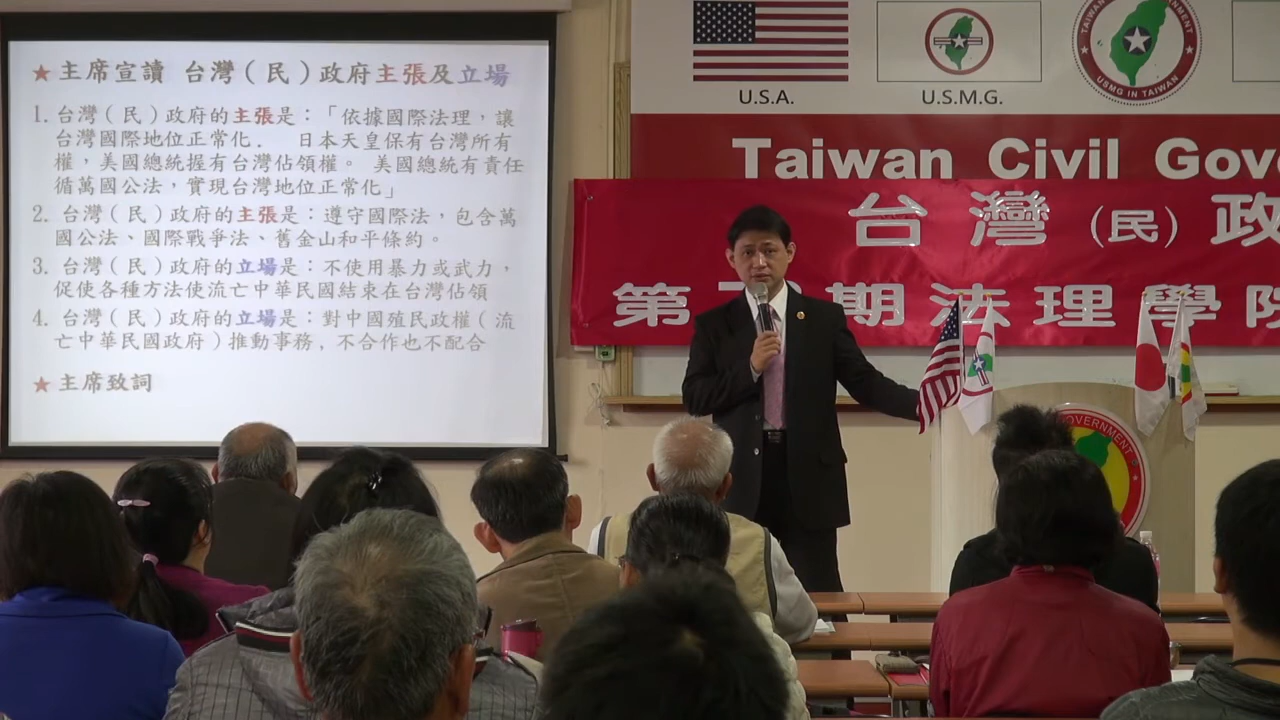 ★ 主席宣讀 台灣（民）政府主張及立場
1. 台灣（民）政府的主張是：「依據國際法理，讓
台灣國際地位正常化． 日本天皇保有台灣所有
權，美國總統握有台灣佔領權。 美國總統有責任
循萬國公法，實現台灣地位正常化」
2. 台灣（民）政府的主張是：遵守國際法，包含萬
國公法、國際戰爭法、舊金山和平條約。
3. 台灣（民）政府的立場是：不使用暴力或武力，
促使各種方法使流亡中華民國結束在台灣佔領
4. 台灣（民）政府的立場是：對中國殖民政權（流
亡中華民國政府）推動事務, 不合作也不配合
★ 主席致詞
U.S.A.
U.S.M.G.
USMG IN TAIWAN
Taiwan Civil Gove
台灣(民)政
第 期法理學院
GOVERNMENT